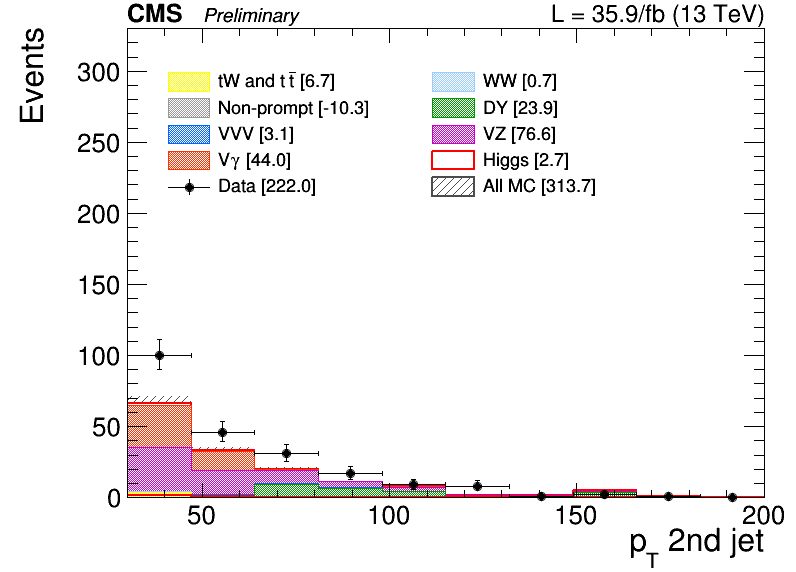 CMS Preliminary L = 35.9/fb (13 TeV)
Events
300
250
200
150
100
50
0
tW and t t̅ [6.7]
Non-prompt [-10.3]
VVV [3.1]
Vγ [44.0]
Data [222.0]
WW [0.7]
DY [23.9]
VZ [76.6]
Higgs [2.7]
All MC [313.7]
50 100 150 200
p_T 2nd jet